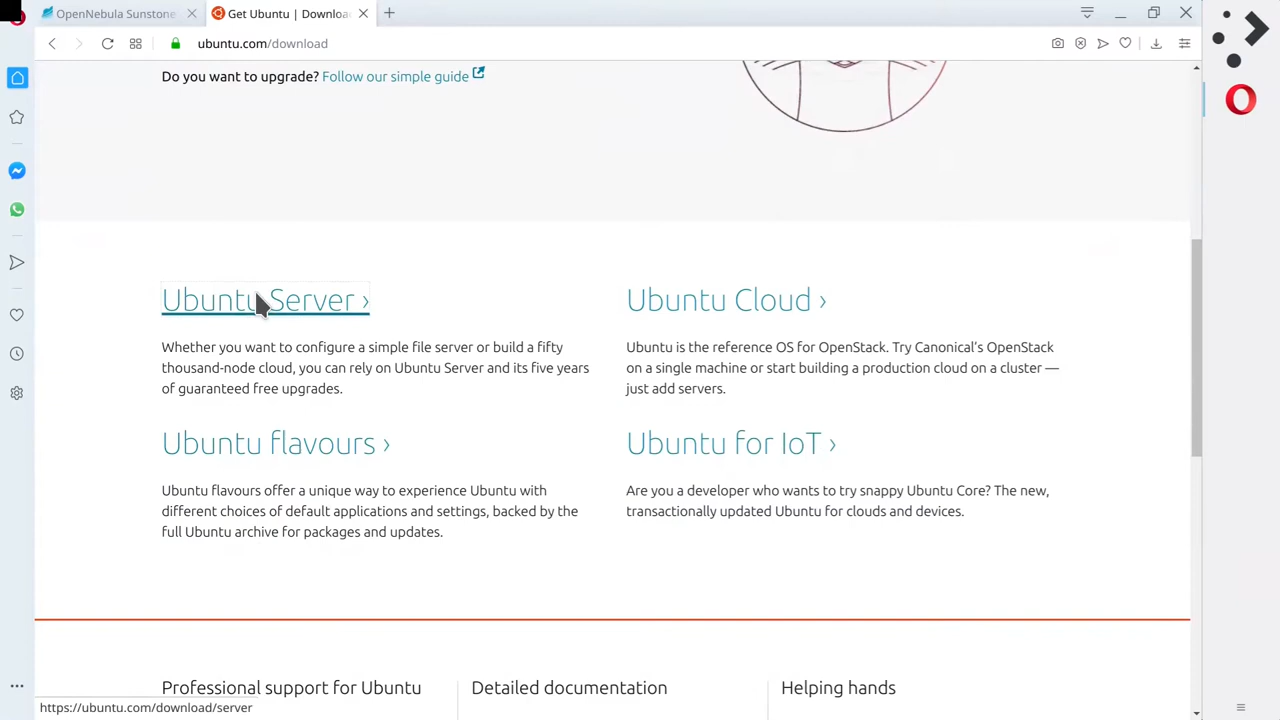 OpenNebula Sunstone
Get Ubuntu | Downloa
ubuntu.com/download
Do you want to upgrade? Follow our simple guide
Ubuntu Server ›
Whether you want to configure a simple file server or build a fifty
thousand-node cloud, you can rely on Ubuntu Server and its five years
of guaranteed free upgrades.
Ubuntu Cloud ›
Ubuntu is the reference OS for OpenStack. Try Canonical's OpenStack
on a single machine or start building a production cloud on a cluster —
just add servers.
Ubuntu flavours ›
Ubuntu flavours offer a unique way to experience Ubuntu with
different choices of default applications and settings, backed by the
full Ubuntu archive for packages and updates.
Ubuntu for IoT ›
Are you a developer who wants to try snappy Ubuntu Core? The new,
transactionally updated Ubuntu for clouds and devices.
Professional support for Ubuntu
Detailed documentation
Helping hands
https://ubuntu.com/download/server